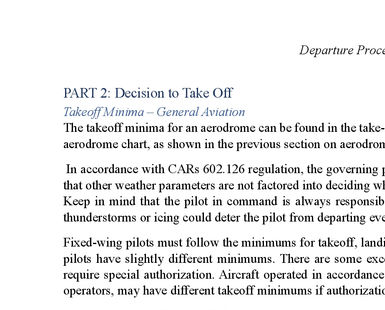 Departure Proce
PART 2: Decision to Take Off
Takeoff Minima – General Aviation
The takeoff minima for an aerodrome can be found in the take-
aerodrome chart, as shown in the previous section on aerodrom
In accordance with CARs 602.126 regulation, the governing p
that other weather parameters are not factored into deciding wh
Keep in mind that the pilot in command is always responsib
thunderstorms or icing could deter the pilot from departing eve
Fixed-wing pilots must follow the minimums for takeoff, landi
pilots have slightly different minimums. There are some exc
require special authorization. Aircraft operated in accordance
operators, may have different takeoff minimums if authorizatio